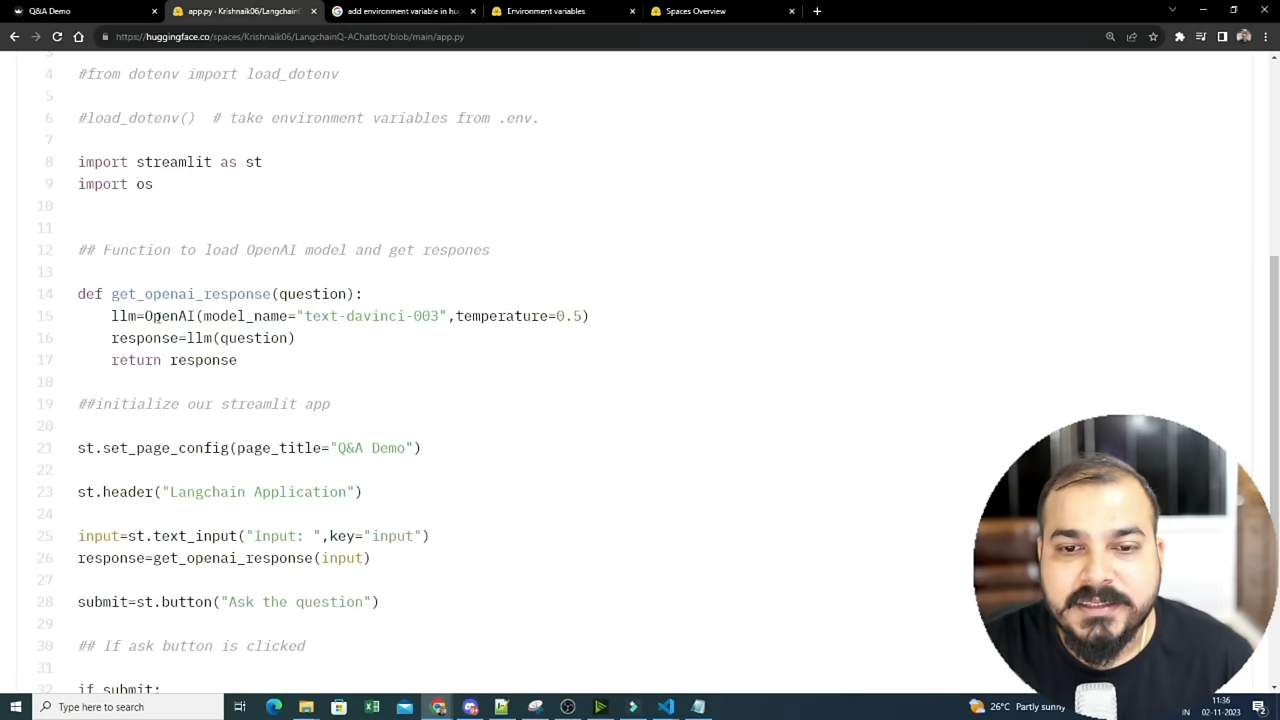 Q&A Demo
app.py · Krishnaik06/Langchain
add environment variable in hug
Environment variables
Spaces Overview
https://huggingface.co/spaces/Krishnaik06/LangchainQ-AChatbot/blob/main/app.py
3
4 #from dotenv import load_dotenv
5
6 #load_dotenv()  # take environment variables from .env.
7
8 import streamlit as st
9 import os
10
11
12 ## Function to load OpenAI model and get respones
13
14 def get_openai_response(question):
15 llm=OpenAI(model_name="text-davinci-003",temperature=0.5)
16 response=llm(question)
17 return response
18
19 ##initialize our streamlit app
20
21 st.set_page_config(page_title="Q&A Demo")
22
23 st.header("Langchain Application")
24
25 input=st.text_input("Input: ",key="input")
26 response=get_openai_response(input)
27
28 submit=st.button("Ask the question")
29
30 ## If ask button is clicked
31
32 if submit:
Type here to search
26°C Partly sunny
IN
11:36
02-11-2023